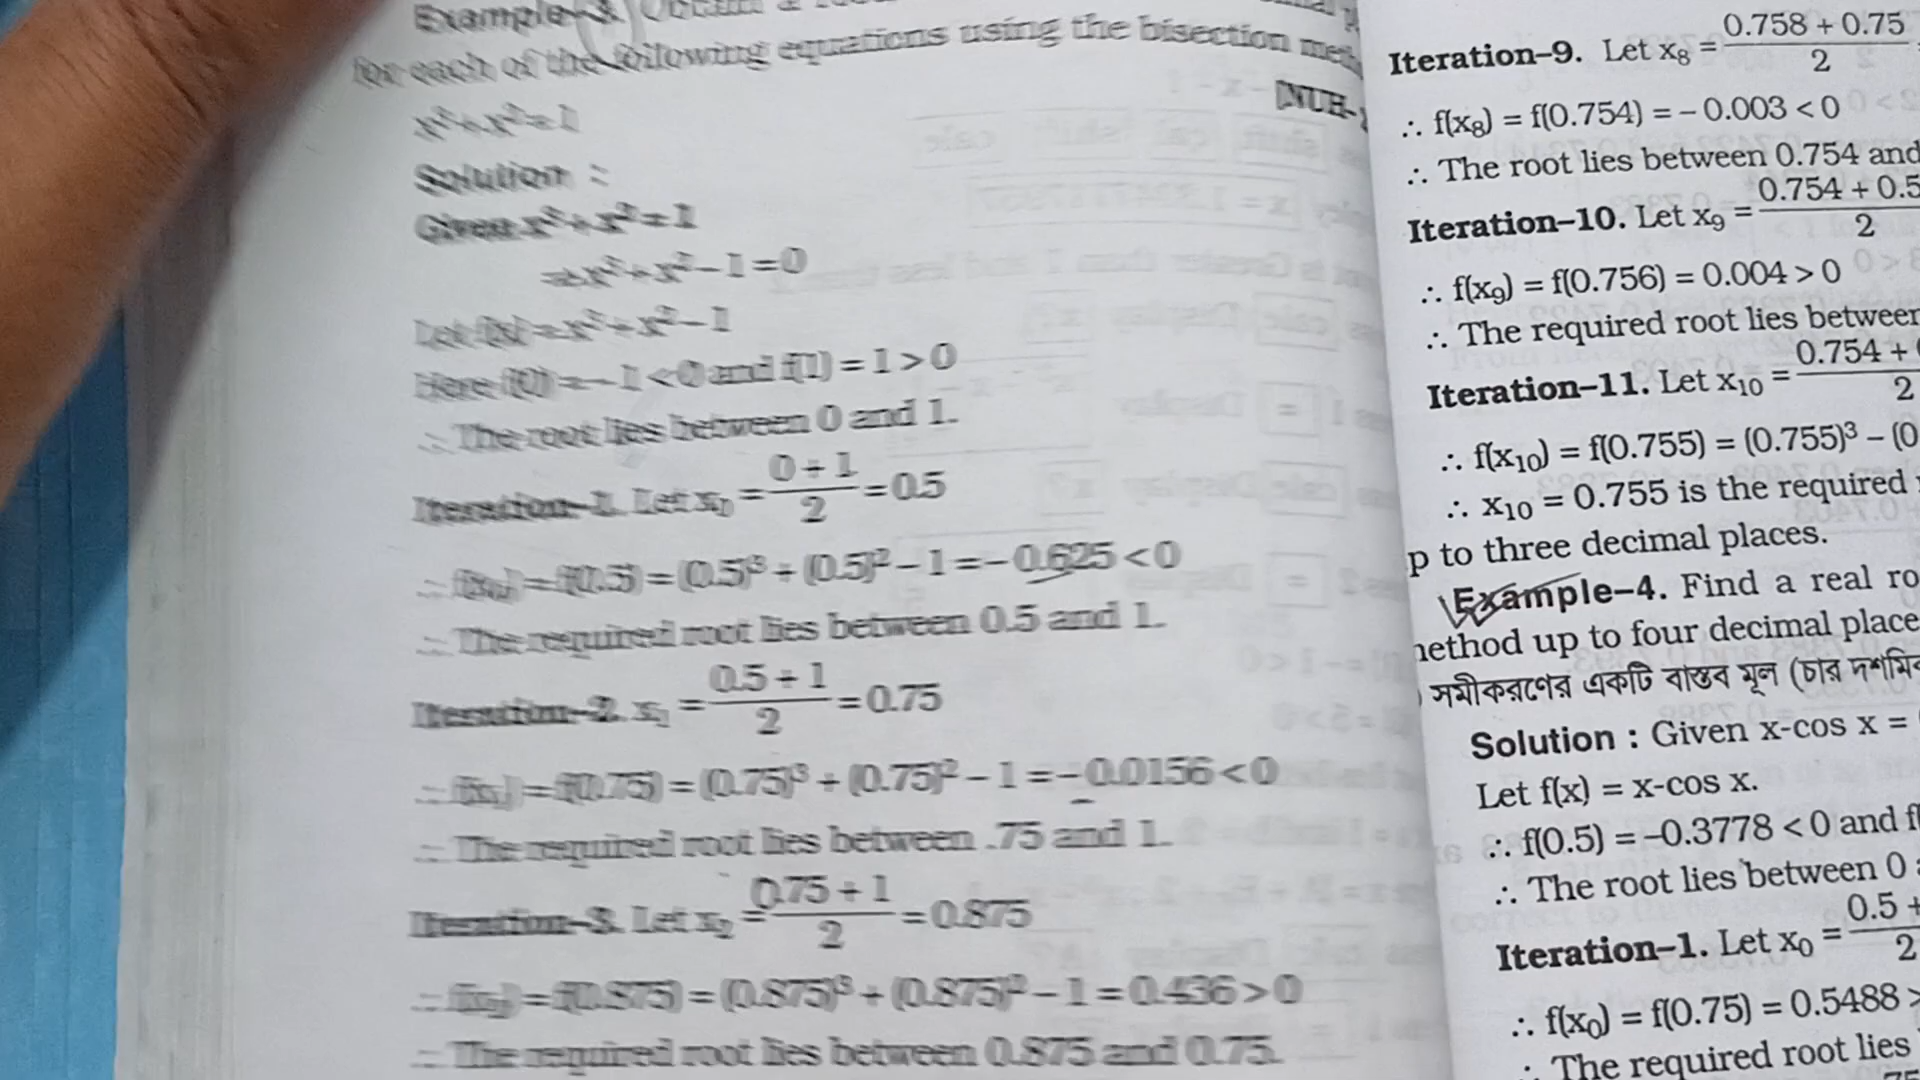 Example-3. Obtain a
for each of the following equations using the bisection
[NUH-
x³+x²=1
Solution :
Given x³+x²=1
⇒x³+x²−1=0
Let f(x)=x³+x²−1
Here f(0)=−1<0 and f(1)=1>0
∴ The root lies between 0 and 1.
Iteration-1. Let x₀ = (0+1)/2 = 0.5
∴ f(x₀)=f(0.5)=(0.5)³+(0.5)²−1=−0.625<0
∴ The required root lies between 0.5 and 1.
Iteration-2. x₁ = (0.5+1)/2 = 0.75
∴ f(x₁)=f(0.75)=(0.75)³+(0.75)²−1=−0.0156<0
∴ The required root lies between .75 and 1.
Iteration-3. Let x₂ = (0.75+1)/2 = 0.875
∴ f(x₂)=f(0.875)=(0.875)³+(0.875)²−1=0.436>0
∴ The required root lies between 0.875 and 0.75.
Iteration–9. Let x₈ = (0.758 + 0.75)/2
∴ f(x₈) = f(0.754) = − 0.003 < 0
∴ The root lies between 0.754 and
Iteration–10. Let x₉ = (0.754 + 0.5)/2
∴ f(x₉) = f(0.756) = 0.004 > 0
∴ The required root lies between
Iteration–11. Let x₁₀ = (0.754 +)/2
∴ f(x₁₀) = f(0.755) = (0.755)³ − (0
∴ x₁₀ = 0.755 is the required
p to three decimal places.
Example–4. Find a real ro
nethod up to four decimal place
সমীকরণের একটি বাস্তব মূল (চার দশমিক
Solution : Given x-cos x =
Let f(x) = x-cos x.
∴ f(0.5) = −0.3778 < 0 and f(
∴ The root lies between 0
Iteration–1. Let x₀ = (0.5 +)/2
∴ f(x₀) = f(0.75) = 0.5488 >
∴ The required root lies